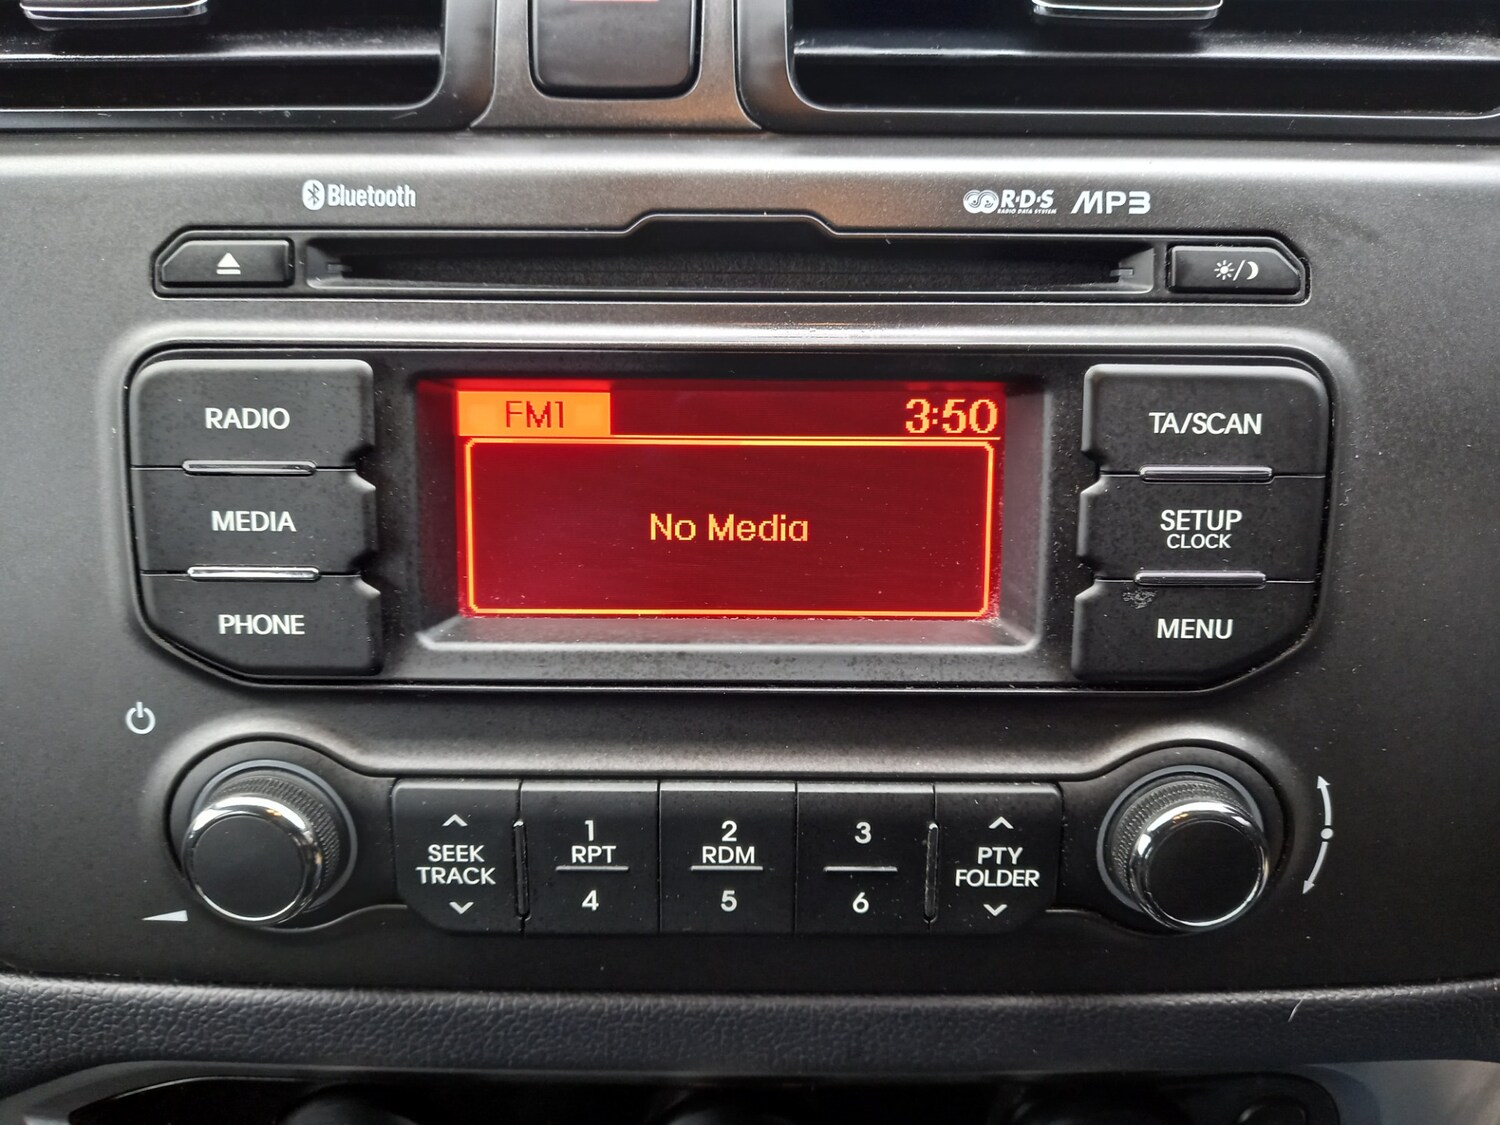 Bluetooth
R·D·S MP3
RADIO DATA SYSTEM
RADIO
FM1
3:50
TA/SCAN
MEDIA
No Media
SETUP
CLOCK
PHONE
MENU
SEEK
TRACK
1
RPT
4
2
RDM
5
3
6
PTY
FOLDER